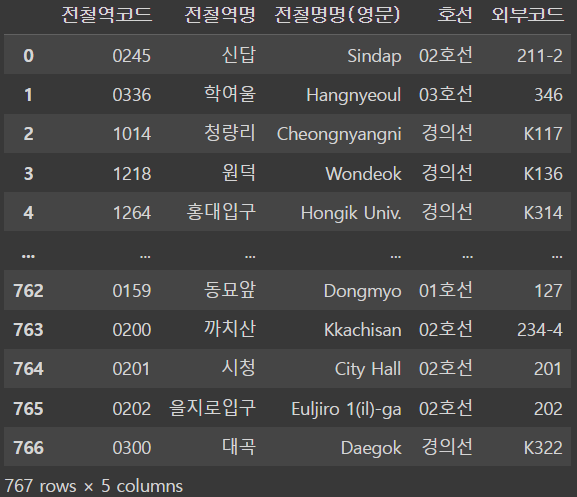 전철역코드 전철역명 전철명명(영문) 호선 외부코드
0 0245 신답 Sindap 02호선 211-2
1 0336 학여울 Hangnyeoul 03호선 346
2 1014 청량리 Cheongnyangni 경의선 K117
3 1218 원덕 Wondeok 경의선 K136
4 1264 홍대입구 Hongik Univ. 경의선 K314
... ... ... ... ... ...
762 0159 동묘앞 Dongmyo 01호선 127
763 0200 까치산 Kkachisan 02호선 234-4
764 0201 시청 City Hall 02호선 201
765 0202 을지로입구 Euljiro 1(il)-ga 02호선 202
766 0300 대곡 Daegok 경의선 K322
767 rows × 5 columns